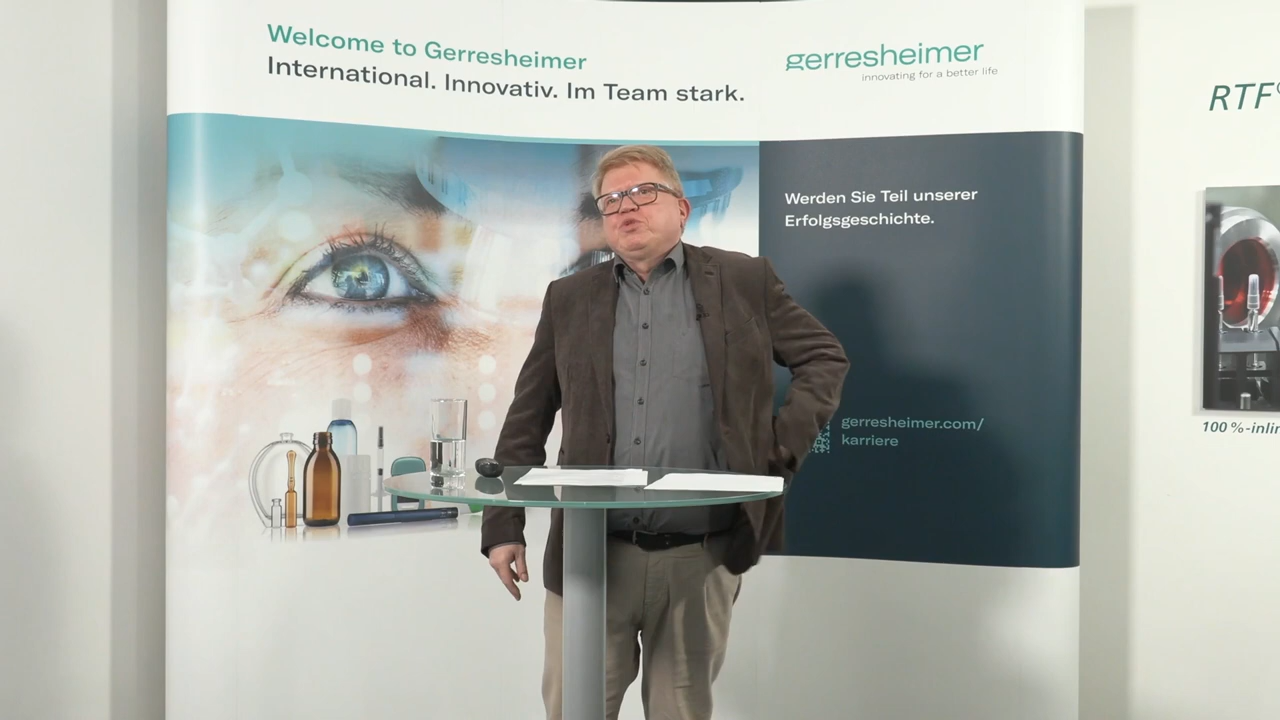 Welcome to Gerresheimer
International. Innovativ. Im Team stark.
gerresheimer
innovating for a better life
Werden Sie Teil unserer
Erfolgsgeschichte.
gerresheimer.com/
karriere
RTF
100 %-inlin